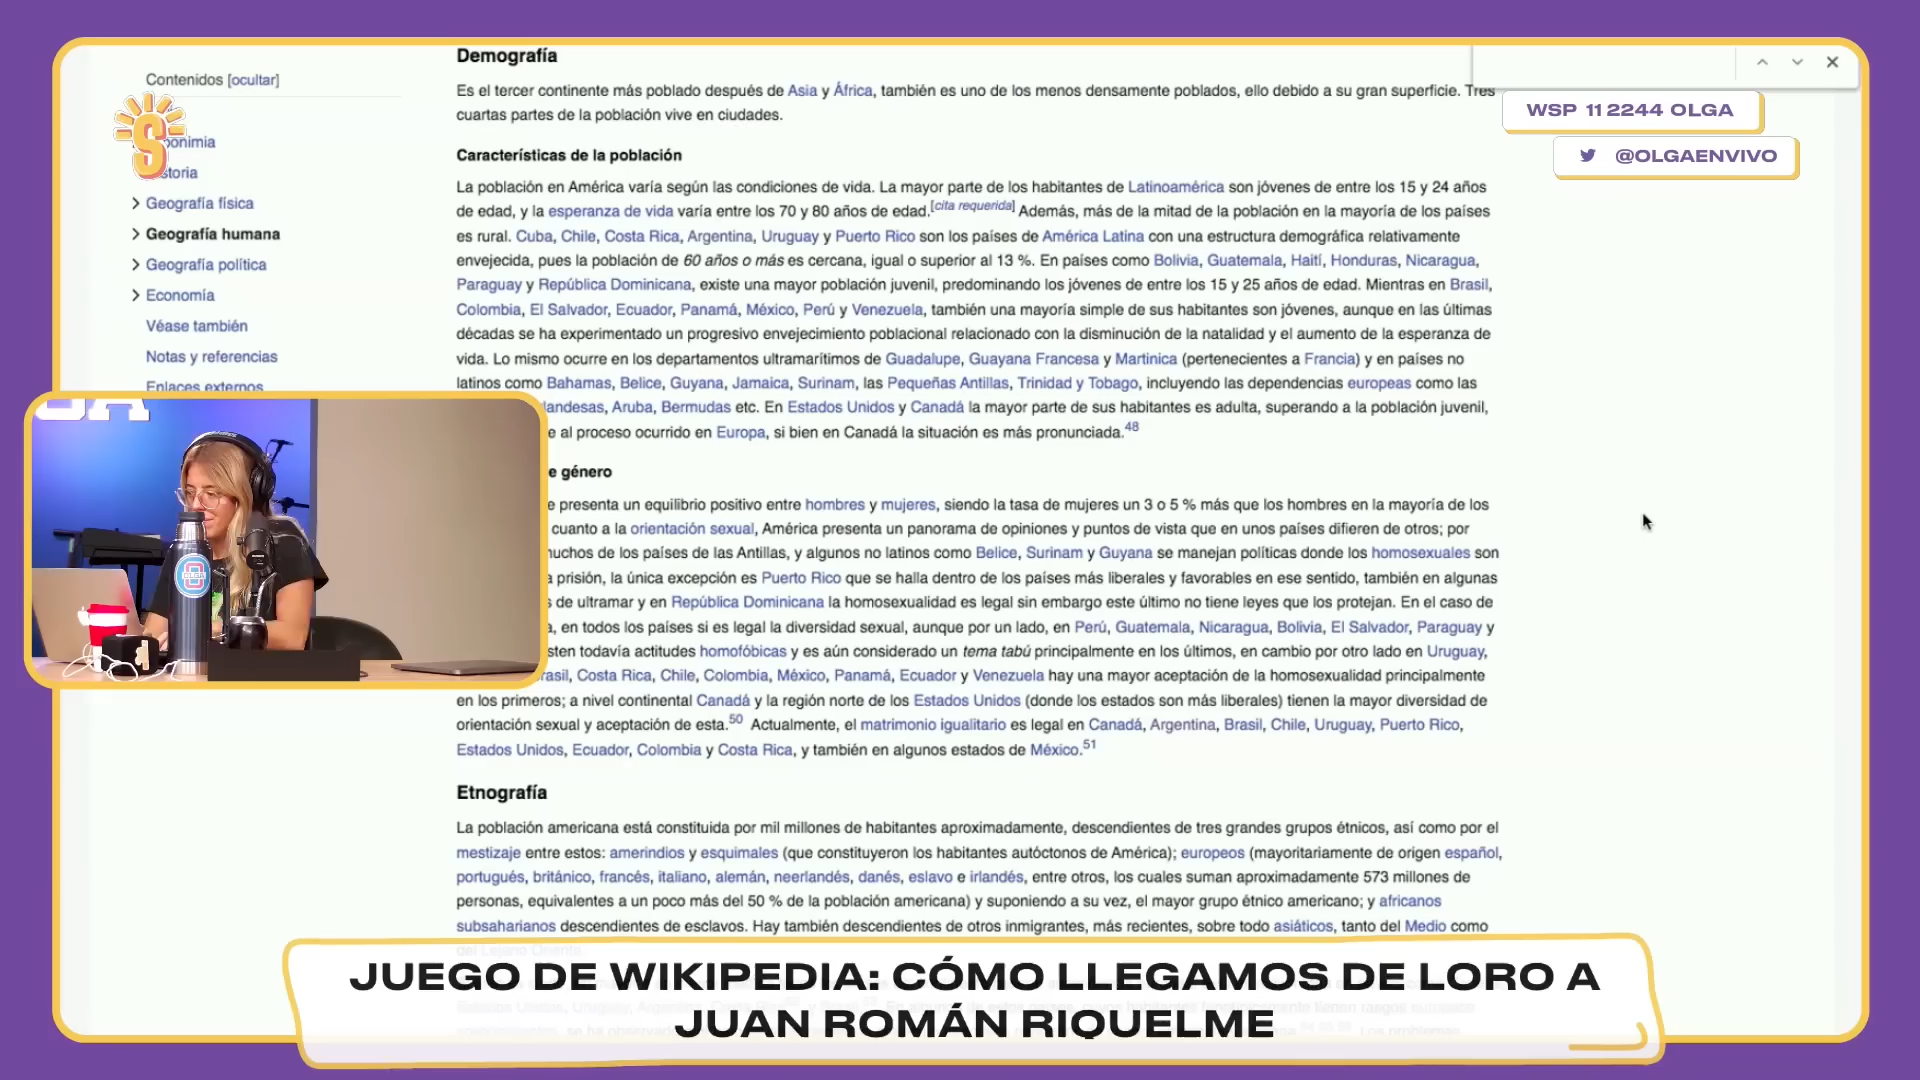 Contenidos [ocultar]
storia
Geografía física
Geografía humana
Geografía política
Economía
Véase también
Notas y referencias
Enlaces externos
Demografía
Es el tercer continente más poblado después de Asia y África, también es uno de los menos densamente poblados, ello debido a su gran superficie. Tres
cuartas partes de la población vive en ciudades.
Características de la población
La población en América varía según las condiciones de vida. La mayor parte de los habitantes de Latinoamérica son jóvenes de entre los 15 y 24 años
de edad, y la esperanza de vida varía entre los 70 y 80 años de edad.[cita requerida] Además, más de la mitad de la población en la mayoría de los países
es rural. Cuba, Chile, Costa Rica, Argentina, Uruguay y Puerto Rico son los países de América Latina con una estructura demográfica relativamente
envejecida, pues la población de 60 años o más es cercana, igual o superior al 13 %. En países como Bolivia, Guatemala, Haití, Honduras, Nicaragua,
Paraguay y República Dominicana, existe una mayor población juvenil, predominando los jóvenes de entre los 15 y 25 años de edad. Mientras en Brasil,
Colombia, El Salvador, Ecuador, Panamá, México, Perú y Venezuela, también una mayoría simple de sus habitantes son jóvenes, aunque en las últimas
décadas se ha experimentado un progresivo envejecimiento poblacional relacionado con la disminución de la natalidad y el aumento de la esperanza de
vida. Lo mismo ocurre en los departamentos ultramarítimos de Guadalupe, Guayana Francesa y Martinica (pertenecientes a Francia) y en países no
latinos como Bahamas, Belice, Guyana, Jamaica, Surinam, las Pequeñas Antillas, Trinidad y Tobago, incluyendo las dependencias europeas como las
landesas, Aruba, Bermudas etc. En Estados Unidos y Canadá la mayor parte de sus habitantes es adulta, superando a la población juvenil,
e al proceso ocurrido en Europa, si bien en Canadá la situación es más pronunciada.48
e género
e presenta un equilibrio positivo entre hombres y mujeres, siendo la tasa de mujeres un 3 o 5 % más que los hombres en la mayoría de los
cuanto a la orientación sexual, América presenta un panorama de opiniones y puntos de vista que en unos países difieren de otros; por
nuchos de los países de las Antillas, y algunos no latinos como Belice, Surinam y Guyana se manejan políticas donde los homosexuales son
a prisión, la única excepción es Puerto Rico que se halla dentro de los países más liberales y favorables en ese sentido, también en algunas
s de ultramar y en República Dominicana la homosexualidad es legal sin embargo este último no tiene leyes que los protejan. En el caso de
a, en todos los países si es legal la diversidad sexual, aunque por un lado, en Perú, Guatemala, Nicaragua, Bolivia, El Salvador, Paraguay y
sten todavía actitudes homofóbicas y es aún considerado un tema tabú principalmente en los últimos, en cambio por otro lado en Uruguay,
rasil, Costa Rica, Chile, Colombia, México, Panamá, Ecuador y Venezuela hay una mayor aceptación de la homosexualidad principalmente
en los primeros; a nivel continental Canadá y la región norte de los Estados Unidos (donde los estados son más liberales) tienen la mayor diversidad de
orientación sexual y aceptación de esta.50 Actualmente, el matrimonio igualitario es legal en Canadá, Argentina, Brasil, Chile, Uruguay, Puerto Rico,
Estados Unidos, Ecuador, Colombia y Costa Rica, y también en algunos estados de México.51
Etnografía
La población americana está constituida por mil millones de habitantes aproximadamente, descendientes de tres grandes grupos étnicos, así como por el
mestizaje entre estos: amerindios y esquimales (que constituyeron los habitantes autóctonos de América); europeos (mayoritariamente de origen español,
portugués, británico, francés, italiano, alemán, neerlandés, danés, eslavo e irlandés, entre otros, los cuales suman aproximadamente 573 millones de
personas, equivalentes a un poco más del 50 % de la población americana) y suponiendo a su vez, el mayor grupo étnico americano; y africanos
subsaharianos descendientes de esclavos. Hay también descendientes de otros inmigrantes, más recientes, sobre todo asiáticos, tanto del Medio como
del Lejano Oriente.
WSP 11 2244 OLGA
@OLGAENVIVO
OLGA
JUEGO DE WIKIPEDIA: CÓMO LLEGAMOS DE LORO A
JUAN ROMÁN RIQUELME